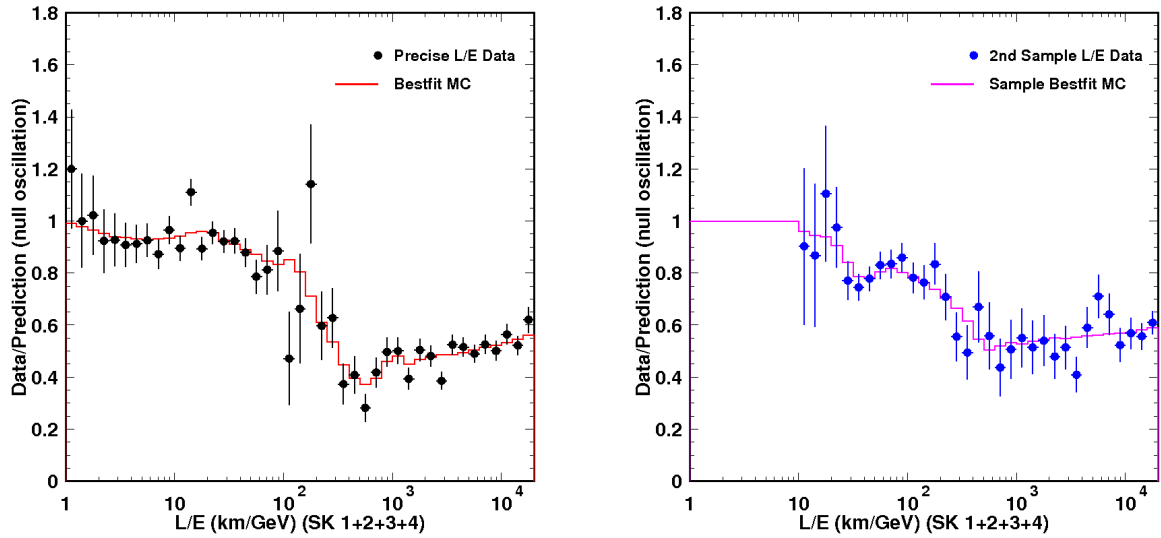 Data/Prediction (null oscillation)
1.8
1.6
1.4
1.2
1
0.8
0.6
0.4
0.2
0
Precise L/E Data
Bestfit MC
1 10 10² 10³ 10⁴
L/E (km/GeV) (SK 1+2+3+4)
Data/Prediction (null oscillation)
1.8
1.6
1.4
1.2
1
0.8
0.6
0.4
0.2
0
2nd Sample L/E Data
Sample Bestfit MC
1 10 10² 10³ 10⁴
L/E (km/GeV) (SK 1+2+3+4)